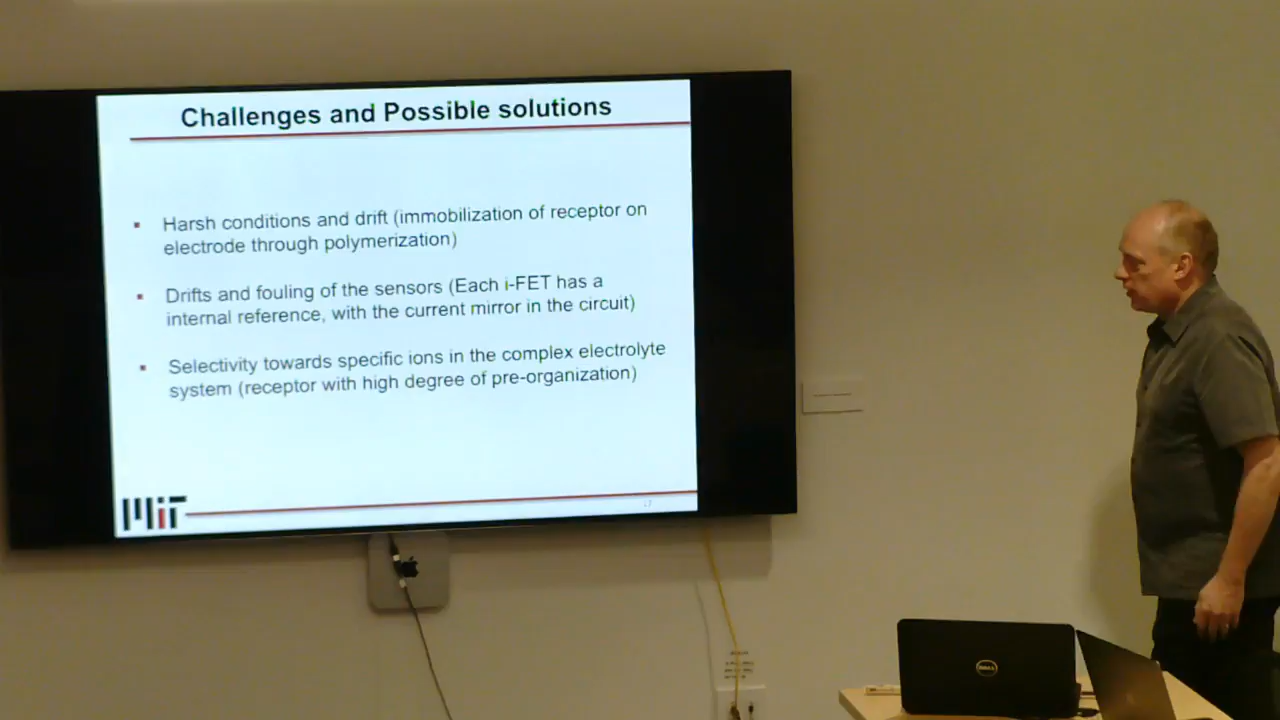 Challenges and Possible solutions
Harsh conditions and drift (immobilization of receptor on
electrode through polymerization)
Drifts and fouling of the sensors (Each i-FET has a
internal reference, with the current mirror in the circuit)
Selectivity towards specific ions in the complex electrolyte
system (receptor with high degree of pre-organization)
MIT
DELL